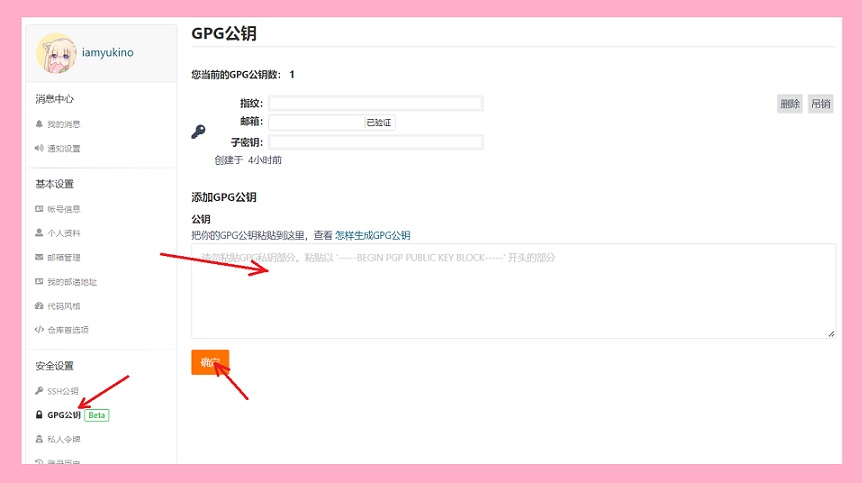 iamyukino
消息中心
我的消息
通知设置
基本设置
帐号信息
个人资料
邮箱管理
我的邮递地址
代码风格
仓库首选项
安全设置
SSH公钥
GPG公钥 Beta
私人令牌
登录历史
GPG公钥
您当前的GPG公钥数： 1
指纹：
删除 吊销
邮箱： 已验证
子密钥：
创建于 4小时前
添加GPG公钥
公钥
把你的GPG公钥粘贴到这里，查看 怎样生成GPG公钥
请勿粘贴GPG私钥部分。粘贴以 '-----BEGIN PGP PUBLIC KEY BLOCK-----' 开头的部分
确定